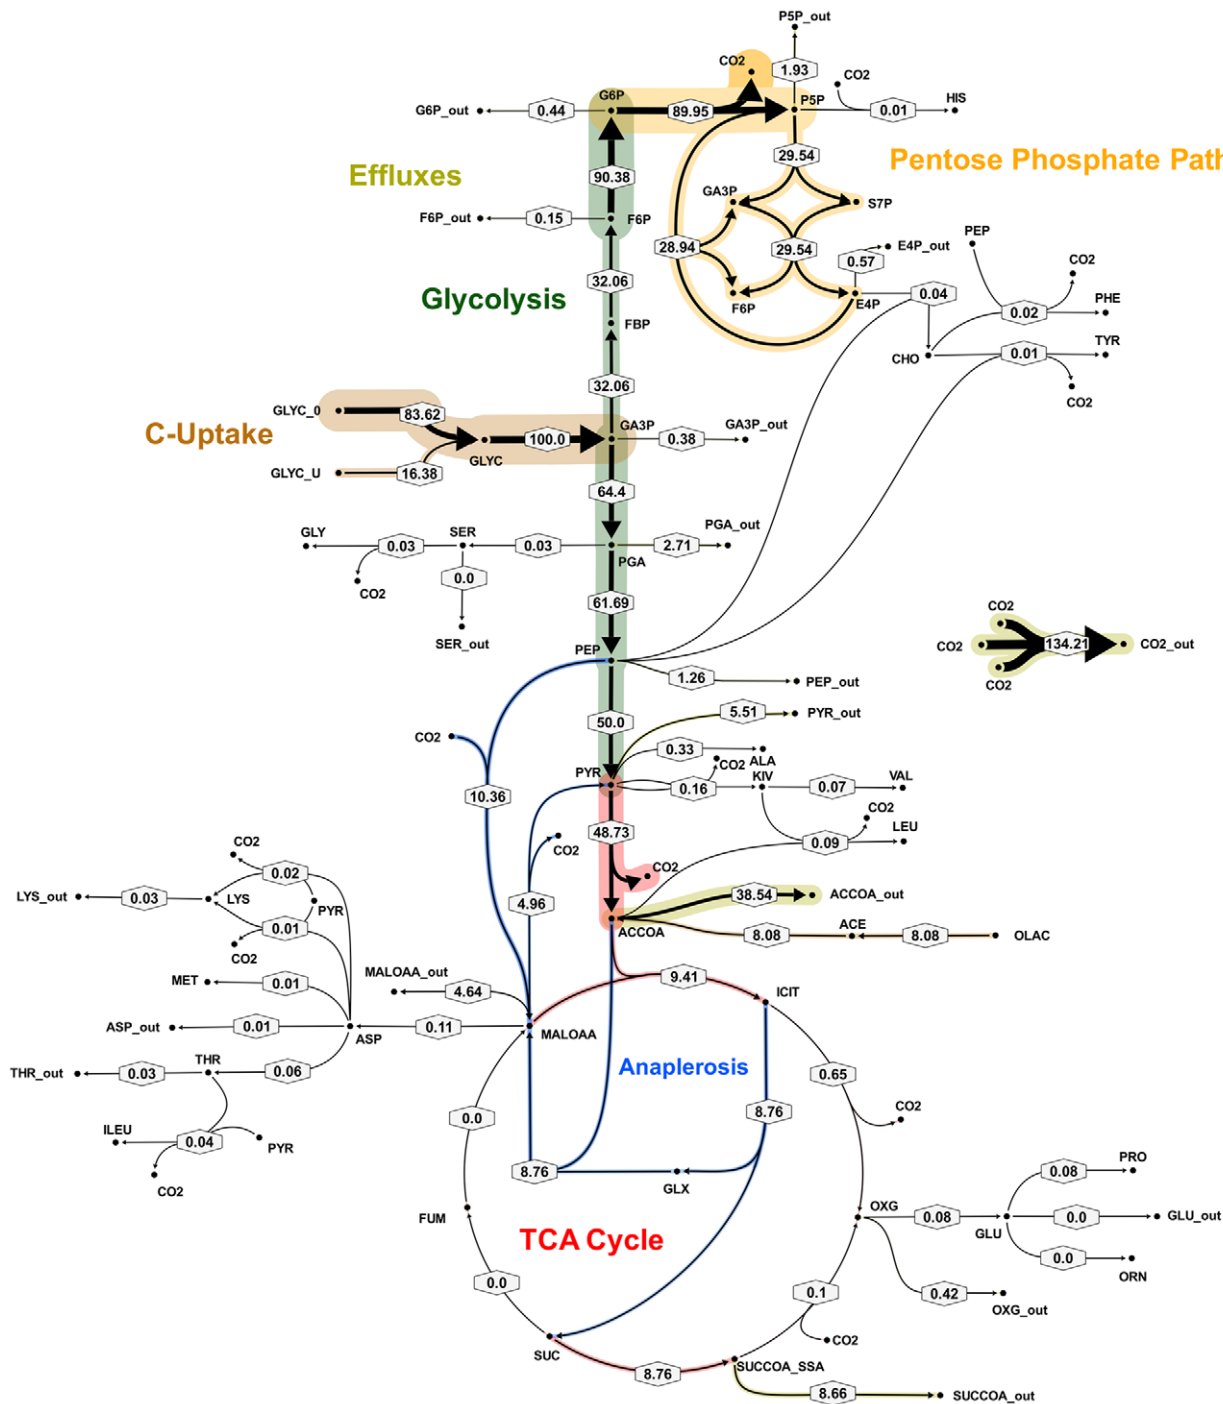 P5P_out
CO2
1.93
CO2
G6P
G6P_out
0.44
89.95
P5P
0.01
HIS
Effluxes
29.54
Pentose Phosphate Path
90.38
GA3P
S7P
F6P_out
0.15
F6P
28.94
29.54
E4P_out
PEP
0.57
CO2
Glycolysis
32.06
F6P
E4P
0.04
0.02
PHE
FBP
TYR
CHO
0.01
32.06
CO2
C-Uptake
GLYC_0
83.62
GA3P
GA3P_out
100.0
0.38
GLYC
GLYC_U
16.38
64.4
PGA_out
GLY
SER
0.03
0.03
2.71
PGA
0.0
CO2
61.69
SER_out
CO2
CO2
134.21
CO2_out
CO2
PEP
1.26
PEP_out
50.0
5.51
PYR_out
CO2
0.33
ALA
CO2
PYR
0.16
KIV
0.07
VAL
10.36
CO2
48.73
LEU
CO2
0.09
CO2
CO2
0.02
LYS_out
0.03
LYS
PYR
4.96
38.54
ACCOA_out
0.01
ACCOA
8.08
ACE
8.08
OLAC
CO2
MALOAA_out
9.41
MET
0.01
4.64
ICIT
ASP_out
0.01
ASP
0.11
MALOAA
THR
Anaplerosis
THR_out
0.03
0.06
0.65
0.0
8.76
CO2
ILEU
0.04
PYR
8.76
GLX
PRO
CO2
0.08
FUM
OXG
0.08
GLU
0.0
GLU_out
TCA Cycle
0.0
ORN
0.0
0.1
0.42
OXG_out
CO2
SUC
8.76
SUCCOA_SSA
8.66
SUCCOA_out